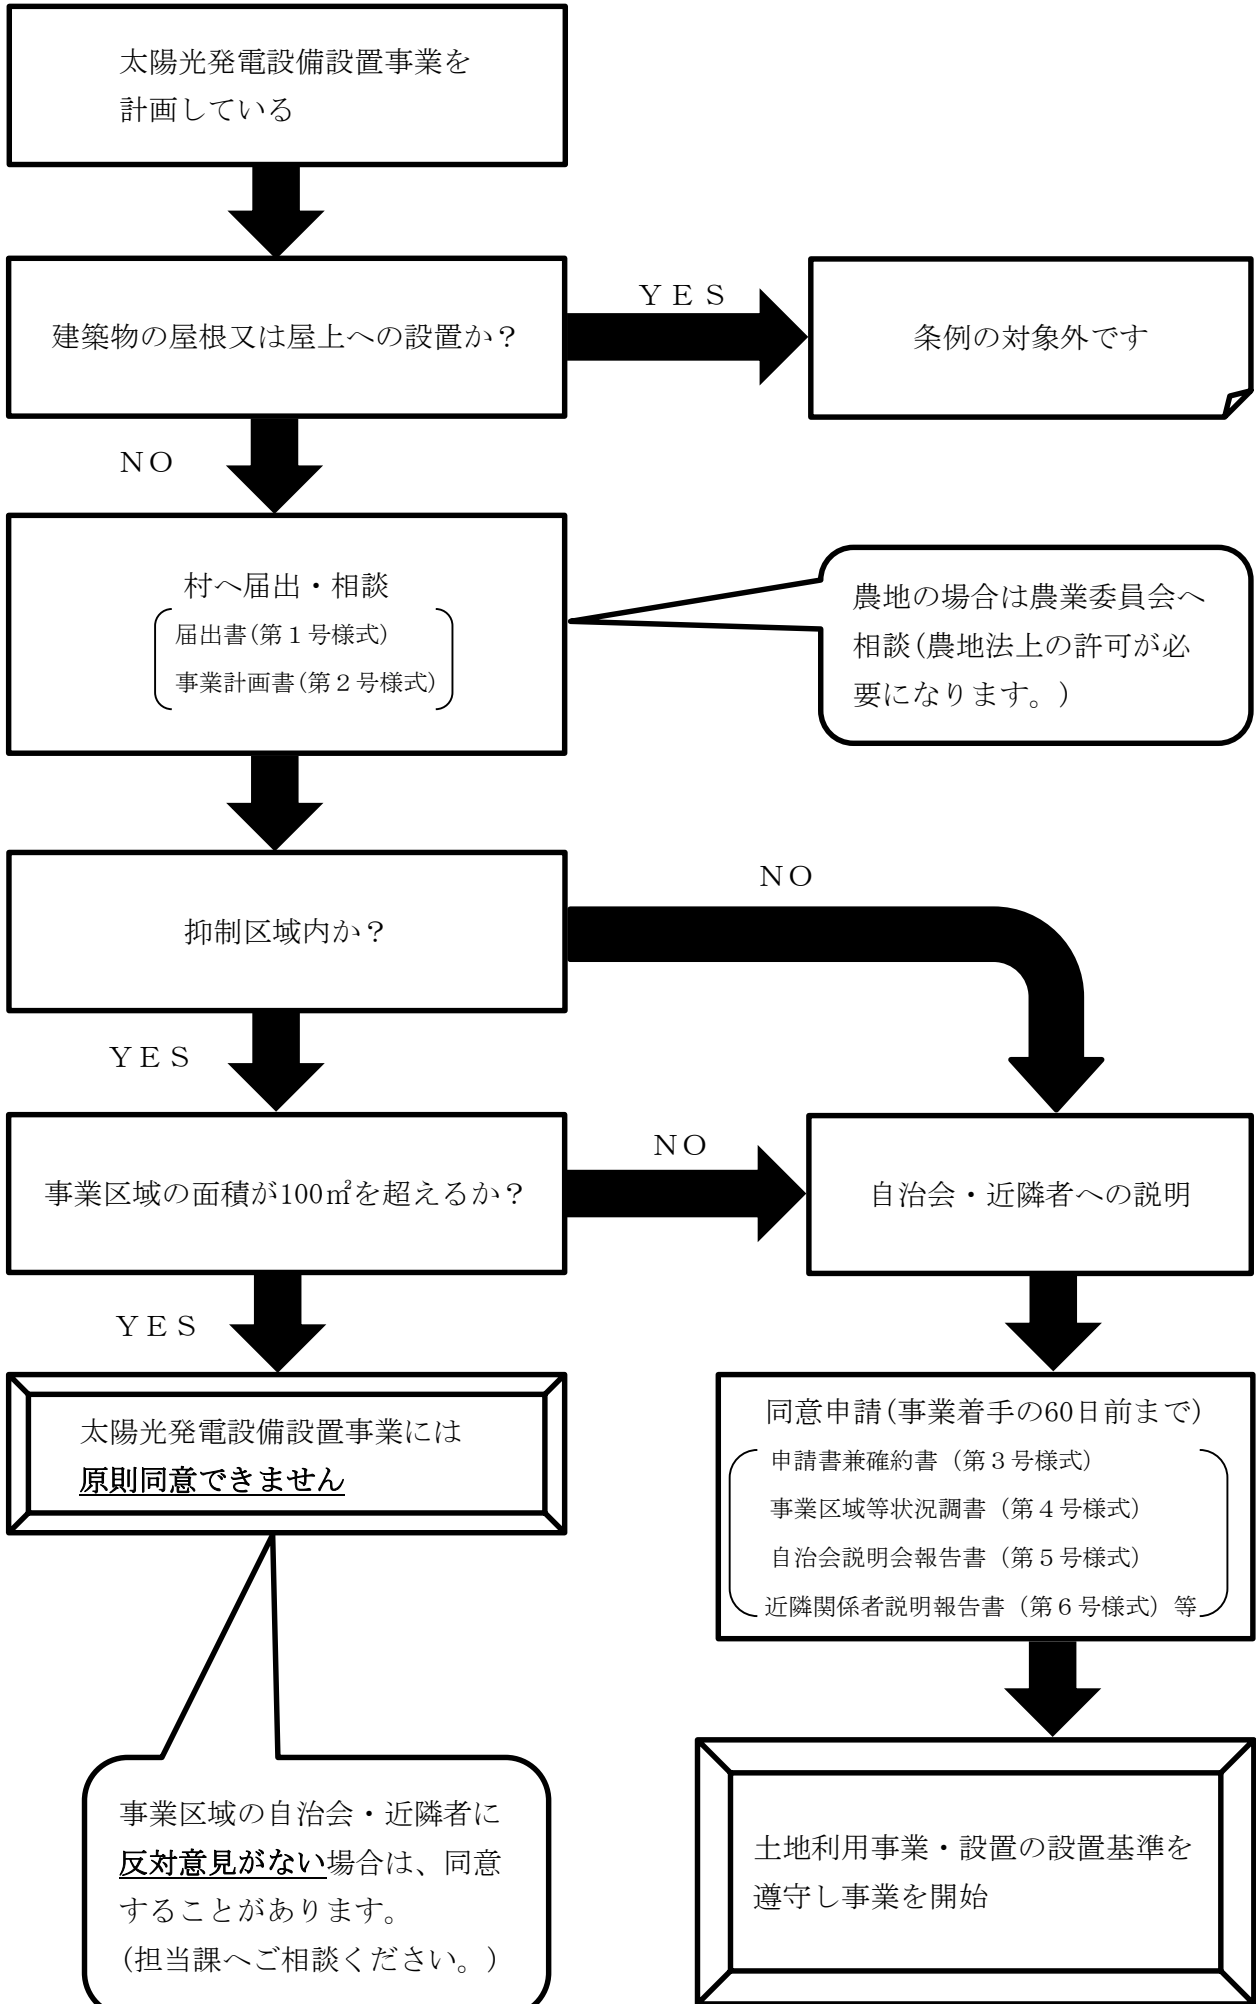 太陽光発電設備設置事業を
計画している
建築物の屋根又は屋上への設置か？
ＹＥＳ
条例の対象外です
ＮＯ
村へ届出・相談
届出書(第１号様式)
事業計画書(第２号様式)
農地の場合は農業委員会へ
相談(農地法上の許可が必
要になります。)
抑制区域内か？
ＮＯ
ＹＥＳ
事業区域の面積が100㎡を超えるか？
ＮＯ
自治会・近隣者への説明
ＹＥＳ
太陽光発電設備設置事業には
原則同意できません
同意申請(事業着手の60日前まで)
申請書兼確約書（第３号様式）
事業区域等状況調書（第４号様式）
自治会説明会報告書（第５号様式）
近隣関係者説明報告書（第６号様式）等
事業区域の自治会・近隣者に
反対意見がない場合は、同意
することがあります。
(担当課へご相談ください。)
土地利用事業・設置の設置基準を
遵守し事業を開始